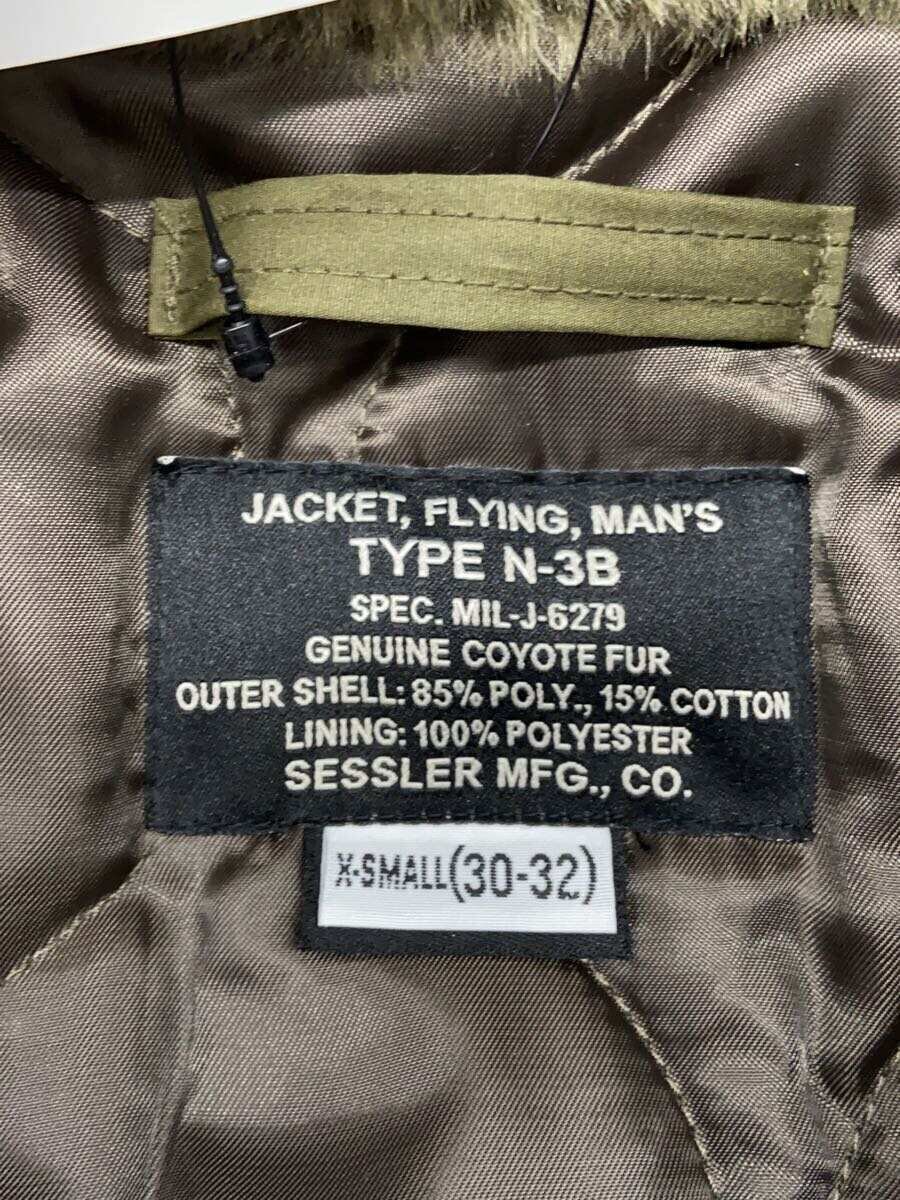 JACKET, FLYING, MAN'S
TYPE N-3B
SPEC. MIL-J-6279
GENUINE COYOTE FUR
OUTER SHELL: 85% POLY., 15% COTTON
LINING: 100% POLYESTER
SESSLER MFG., CO.
X-SMALL(30-32)